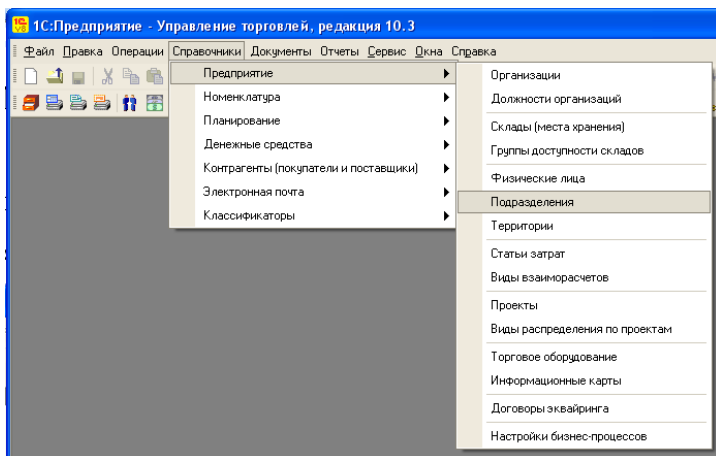 1С:Предприятие - Управление торговлей, редакция 10.3
Файл Правка Операции Справочники Документы Отчеты Сервис Окна Справка
Предприятие
Номенклатура
Планирование
Денежные средства
Контрагенты (покупатели и поставщики)
Электронная почта
Классификаторы
Организации
Должности организаций
Склады (места хранения)
Группы доступности складов
Физические лица
Подразделения
Территории
Статьи затрат
Виды взаиморасчетов
Проекты
Виды распределения по проектам
Торговое оборудование
Информационные карты
Договоры эквайринга
Настройки бизнес-процессов